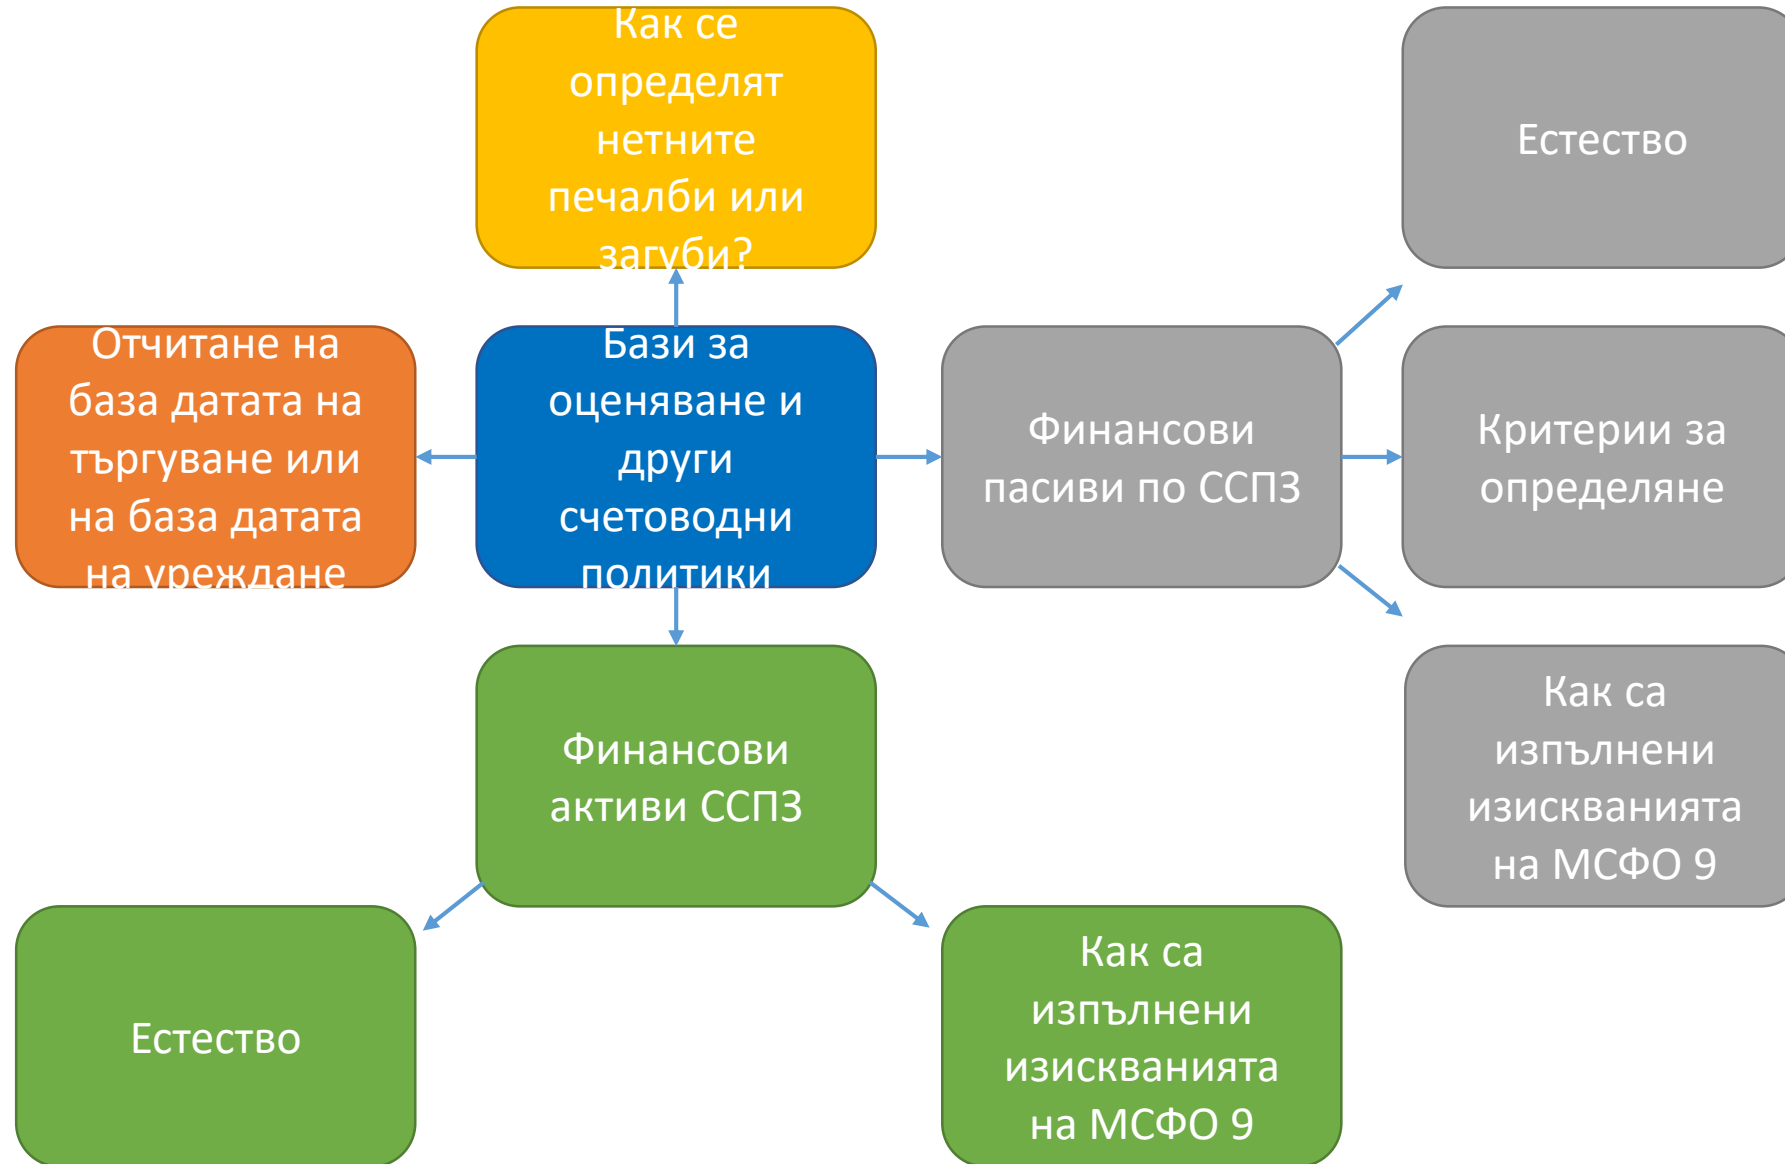 Как се
определят
нетните
печалби или
загуби?
Естество
Отчитане на
база датата на
търгуване или
на база датата
на уреждане
Бази за
оценяване и
други
счетоводни
политики
Финансови
пасиви по ССПЗ
Критерии за
определяне
Финансови
активи ССПЗ
Как са
изпълнени
изискванията
на МСФО 9
Естество
Как са
изпълнени
изискванията
на МСФО 9